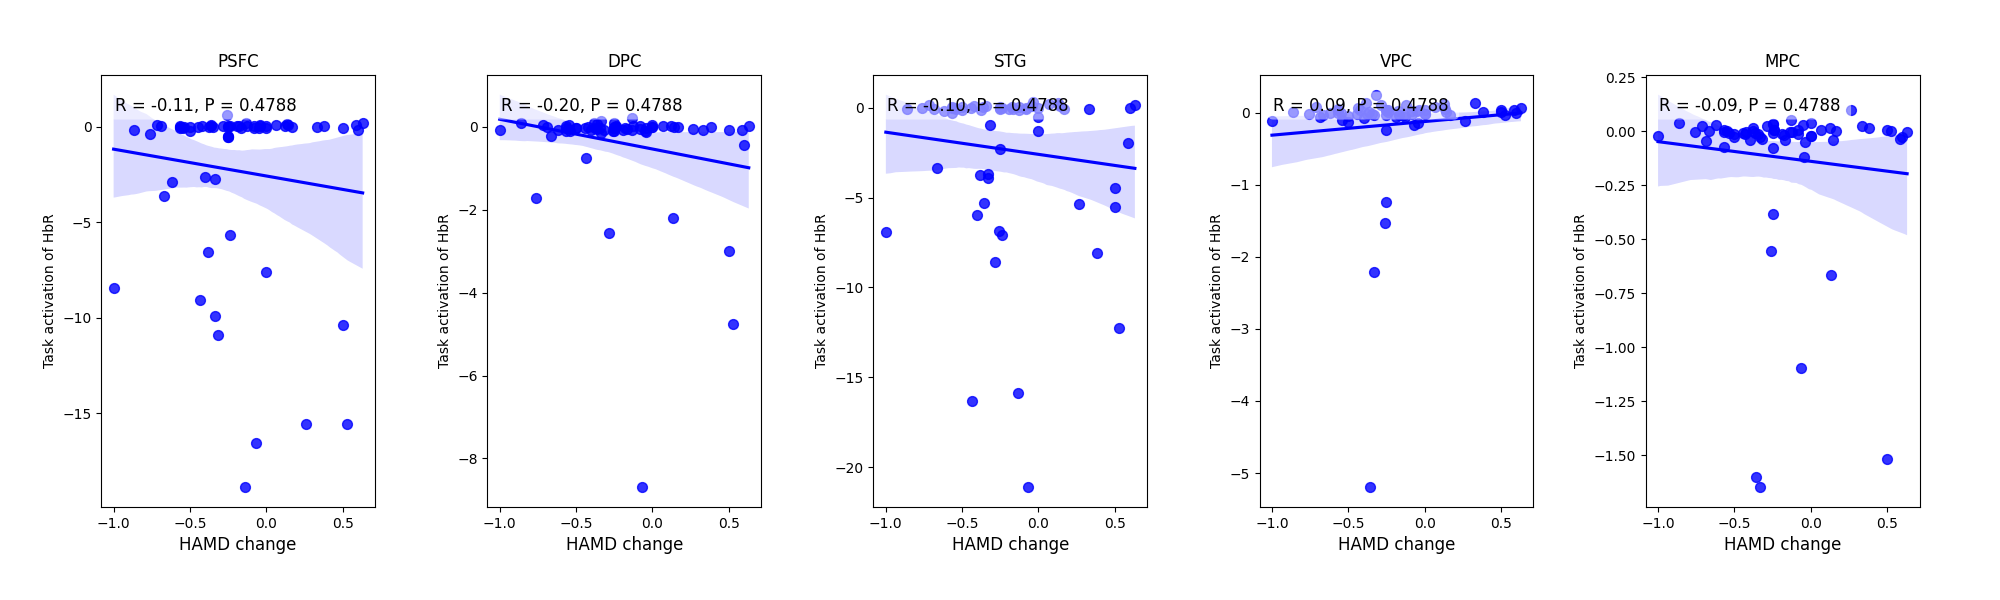 PSFC
R = -0.11, P = 0.4788
Task activation of HbR
0
−5
−10
−15
−1.0 −0.5 0.0 0.5
HAMD change
DPC
R = -0.20, P = 0.4788
Task activation of HbR
0
−2
−4
−6
−8
−1.0 −0.5 0.0 0.5
HAMD change
STG
R = -0.10, P = 0.4788
Task activation of HbR
0
−5
−10
−15
−20
−1.0 −0.5 0.0 0.5
HAMD change
VPC
R = 0.09, P = 0.4788
Task activation of HbR
0
−1
−2
−3
−4
−5
−1.0 −0.5 0.0 0.5
HAMD change
MPC
R = -0.09, P = 0.4788
Task activation of HbR
0.25
0.00
−0.25
−0.50
−0.75
−1.00
−1.25
−1.50
−1.0 −0.5 0.0 0.5
HAMD change